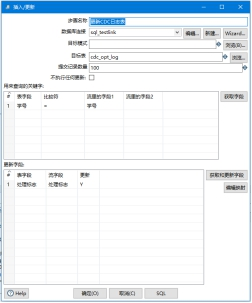 插入/更新
步骤名称 更新CDC日志表
数据库连接 sql_testlink 编辑... 新建... Wizard...
目标模式 浏览(B)...
目标表 cdc_opt_log 浏览...
提交记录数量 100
不执行任何更新:
用来查询的关键字:
# 表字段 比较符 流里的字段1 流里的字段2 获取字段
1 学号 = 学号
更新字段:
# 表字段 流字段 更新 获取和更新字段
1 处理标志 处理标志 Y 编辑映射
Help 确定(O) 取消(C) SQL